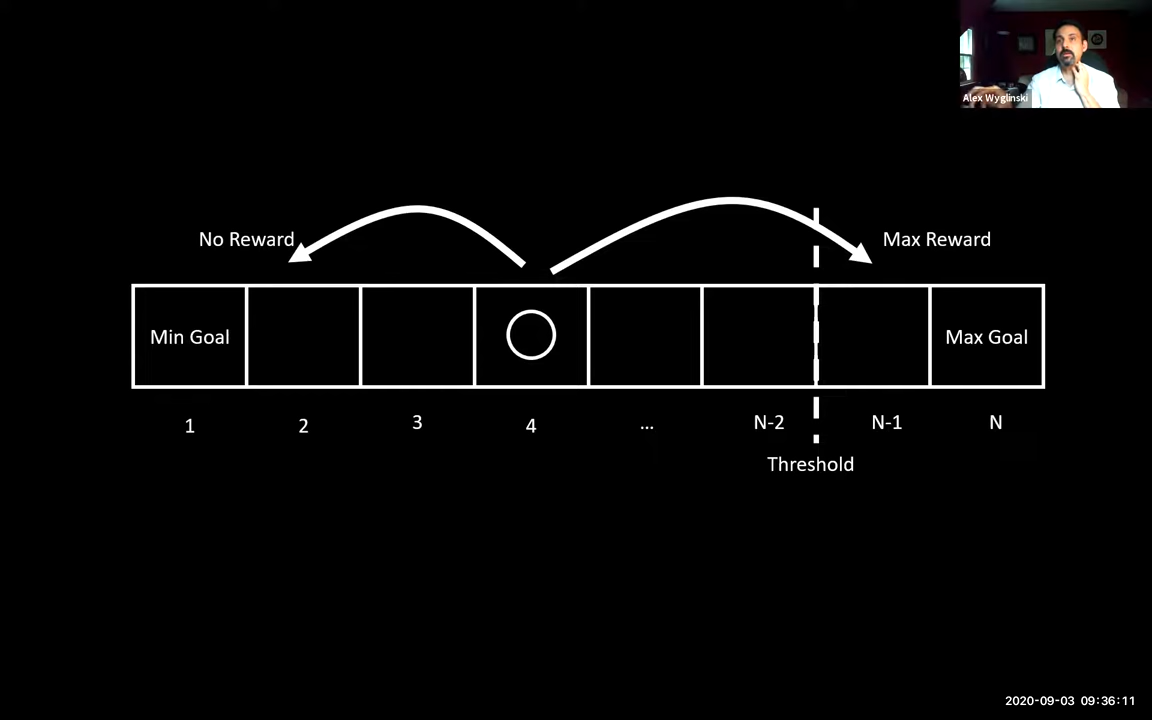 Alex Wyglinski
No Reward
Max Reward
Min Goal
Max Goal
1 2 3 4 ... N-2 N-1 N
Threshold
2020-09-03 09:36:11